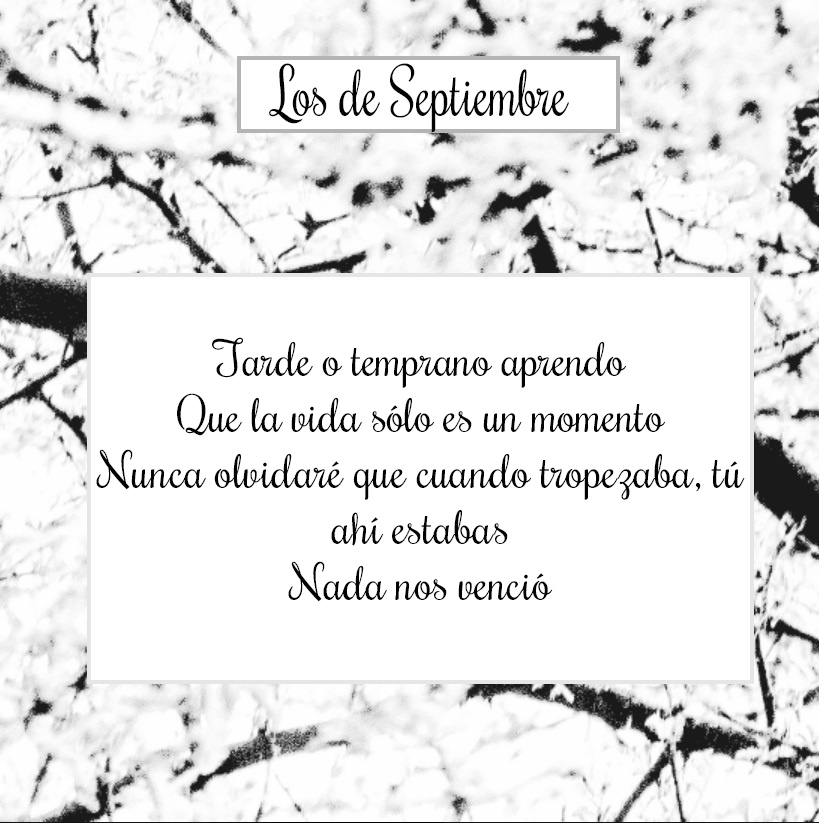 Los de Septiembre
Tarde o temprano aprendo
Que la vida sólo es un momento
Nunca olvidaré que cuando tropezaba, tú
ahí estabas
Nada nos venció